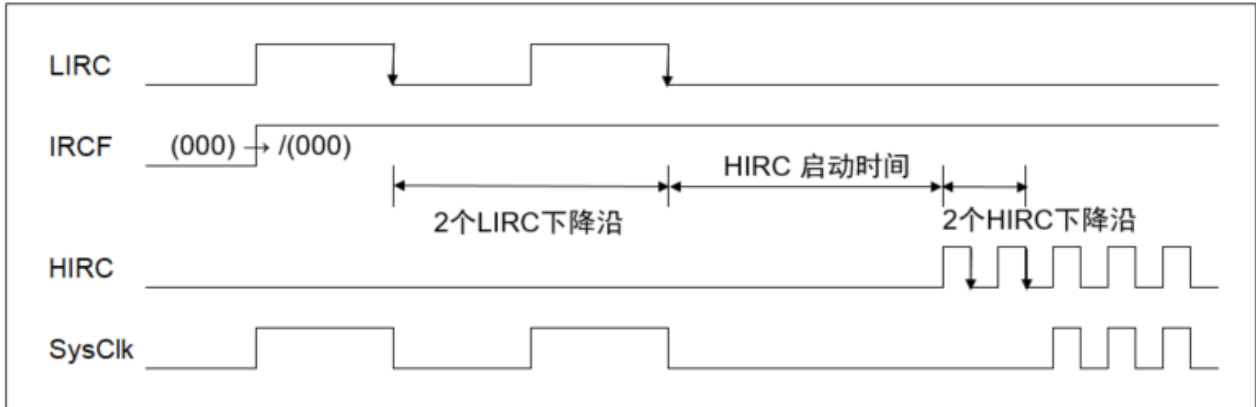 LIRC
IRCF (000) → /(000)
HIRC 启动时间
2个LIRC下降沿 2个HIRC下降沿
HIRC
SysClk